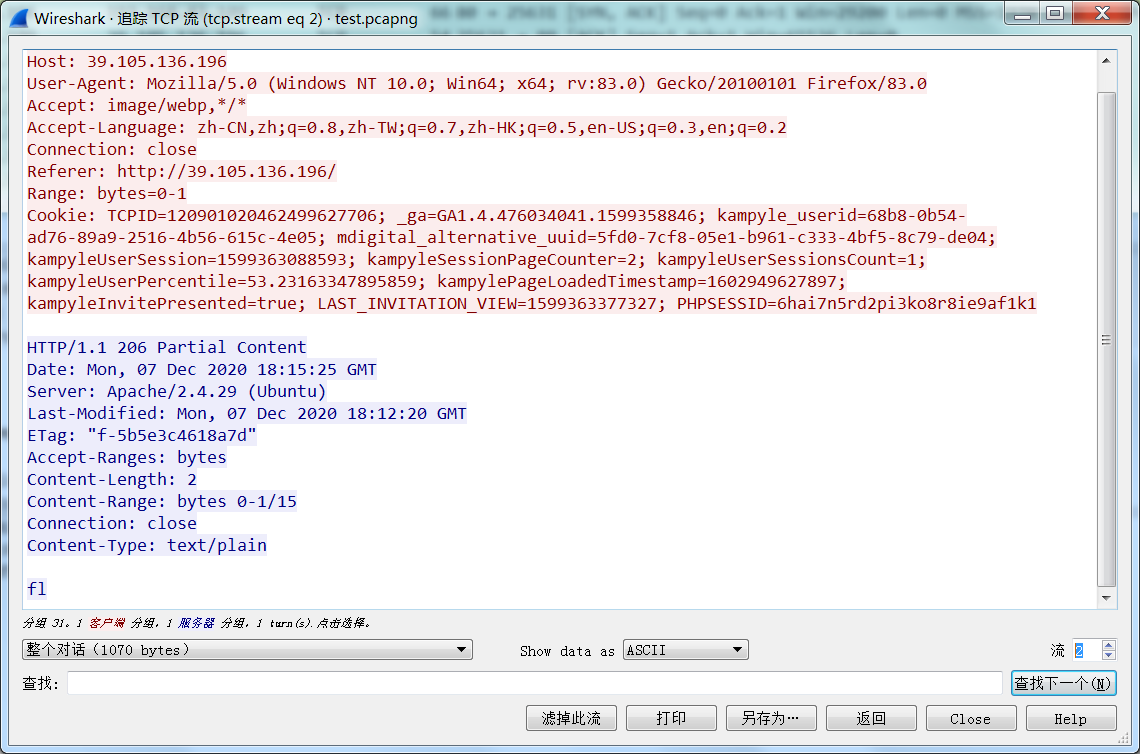 Wireshark · 追踪 TCP 流 (tcp.stream eq 2) · test.pcapng
Host: 39.105.136.196
User-Agent: Mozilla/5.0 (Windows NT 10.0; Win64; x64; rv:83.0) Gecko/20100101 Firefox/83.0
Accept: image/webp,*/*
Accept-Language: zh-CN,zh;q=0.8,zh-TW;q=0.7,zh-HK;q=0.5,en-US;q=0.3,en;q=0.2
Connection: close
Referer: http://39.105.136.196/
Range: bytes=0-1
Cookie: TCPID=120901020462499627706; _ga=GA1.4.476034041.1599358846; kampyle_userid=68b8-0b54-
ad76-89a9-2516-4b56-615c-4e05; mdigital_alternative_uuid=5fd0-7cf8-05e1-b961-c333-4bf5-8c79-de04;
kampyleUserSession=1599363088593; kampyleSessionPageCounter=2; kampyleUserSessionsCount=1;
kampyleUserPercentile=53.23163347895859; kampylePageLoadedTimestamp=1602949627897;
kampyleInvitePresented=true; LAST_INVITATION_VIEW=1599363377327; PHPSESSID=6hai7n5rd2pi3ko8r8ie9af1k1
HTTP/1.1 206 Partial Content
Date: Mon, 07 Dec 2020 18:15:25 GMT
Server: Apache/2.4.29 (Ubuntu)
Last-Modified: Mon, 07 Dec 2020 18:12:20 GMT
ETag: "f-5b5e3c4618a7d"
Accept-Ranges: bytes
Content-Length: 2
Content-Range: bytes 0-1/15
Connection: close
Content-Type: text/plain
fl
分组 31。1 客户端 分组，1 服务器 分组，1 turn(s).点击选择。
整个对话（1070 bytes） Show data as ASCII 流 2
查找: 查找下一个(N)
滤掉此流 打印 另存为… 返回 Close Help